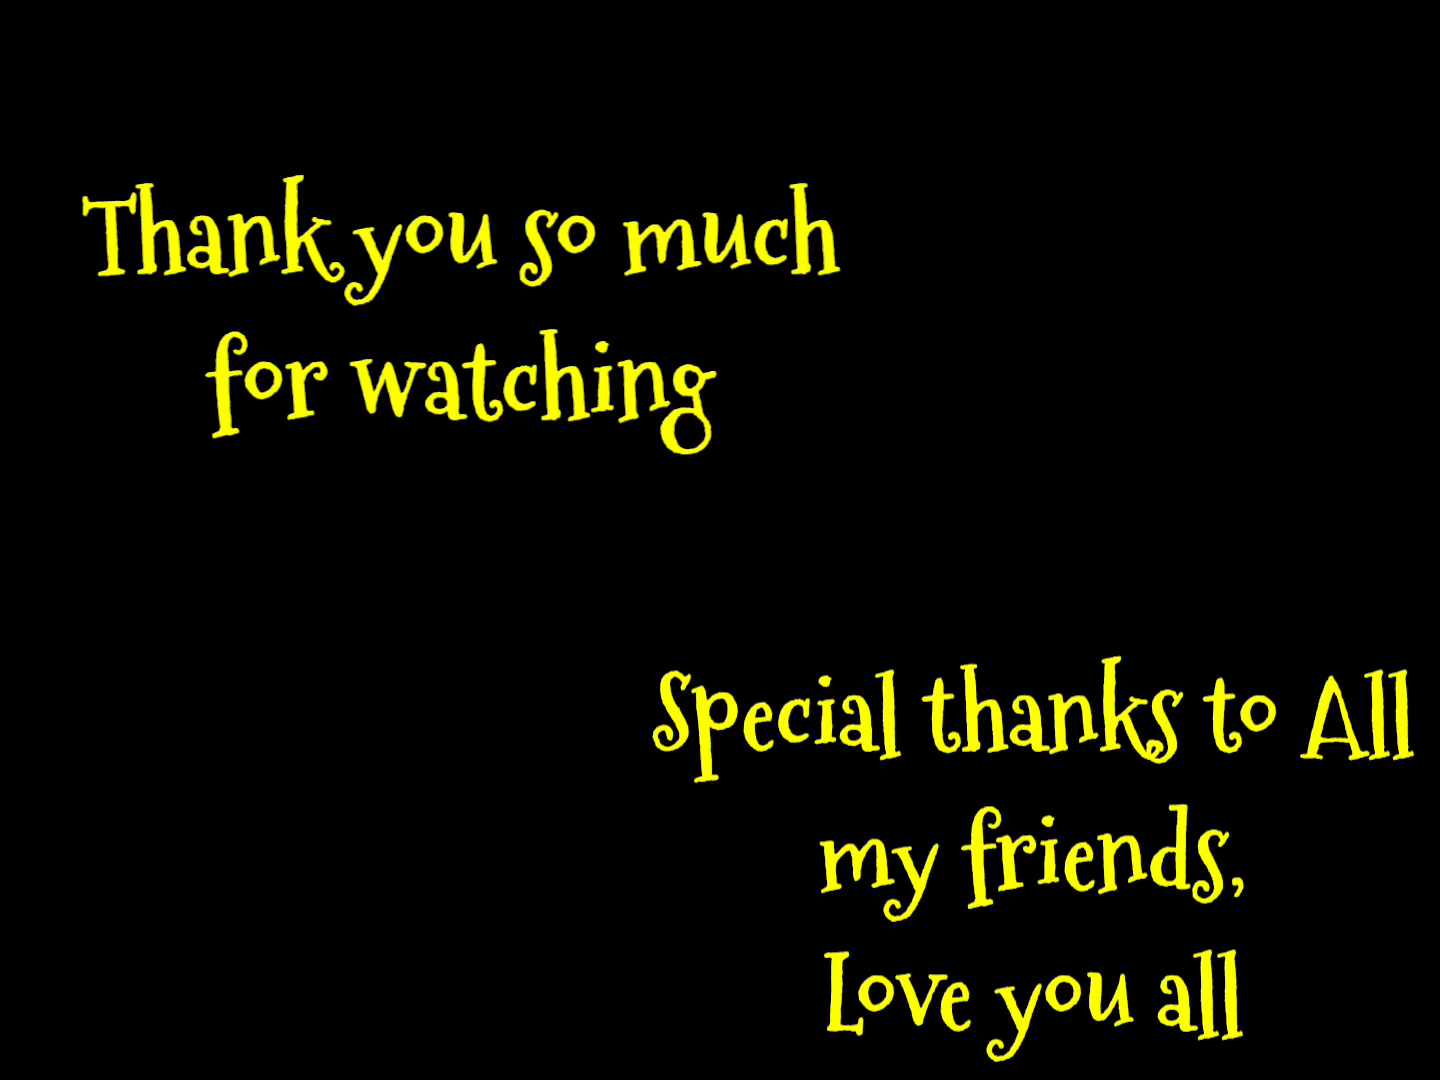 Thank you so much
for watching
Special thanks to All
my friends,
Love you all